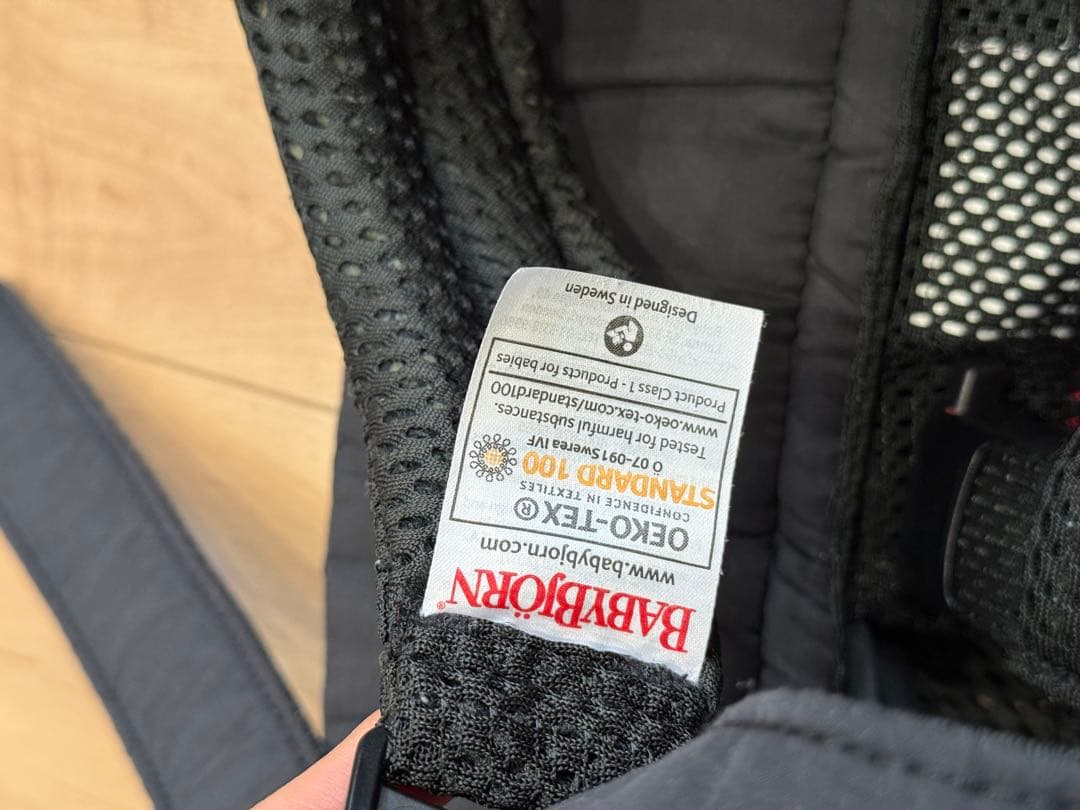 BABYBJÖRN®
www.babybjorn.com
OEKO-TEX®
CONFIDENCE IN TEXTILES
STANDARD 100
Ö 07-091 Swerea IVF
Tested for harmful substances.
www.oeko-tex.com/standard100
Product Class 1 - Products for babies
Designed in Sweden